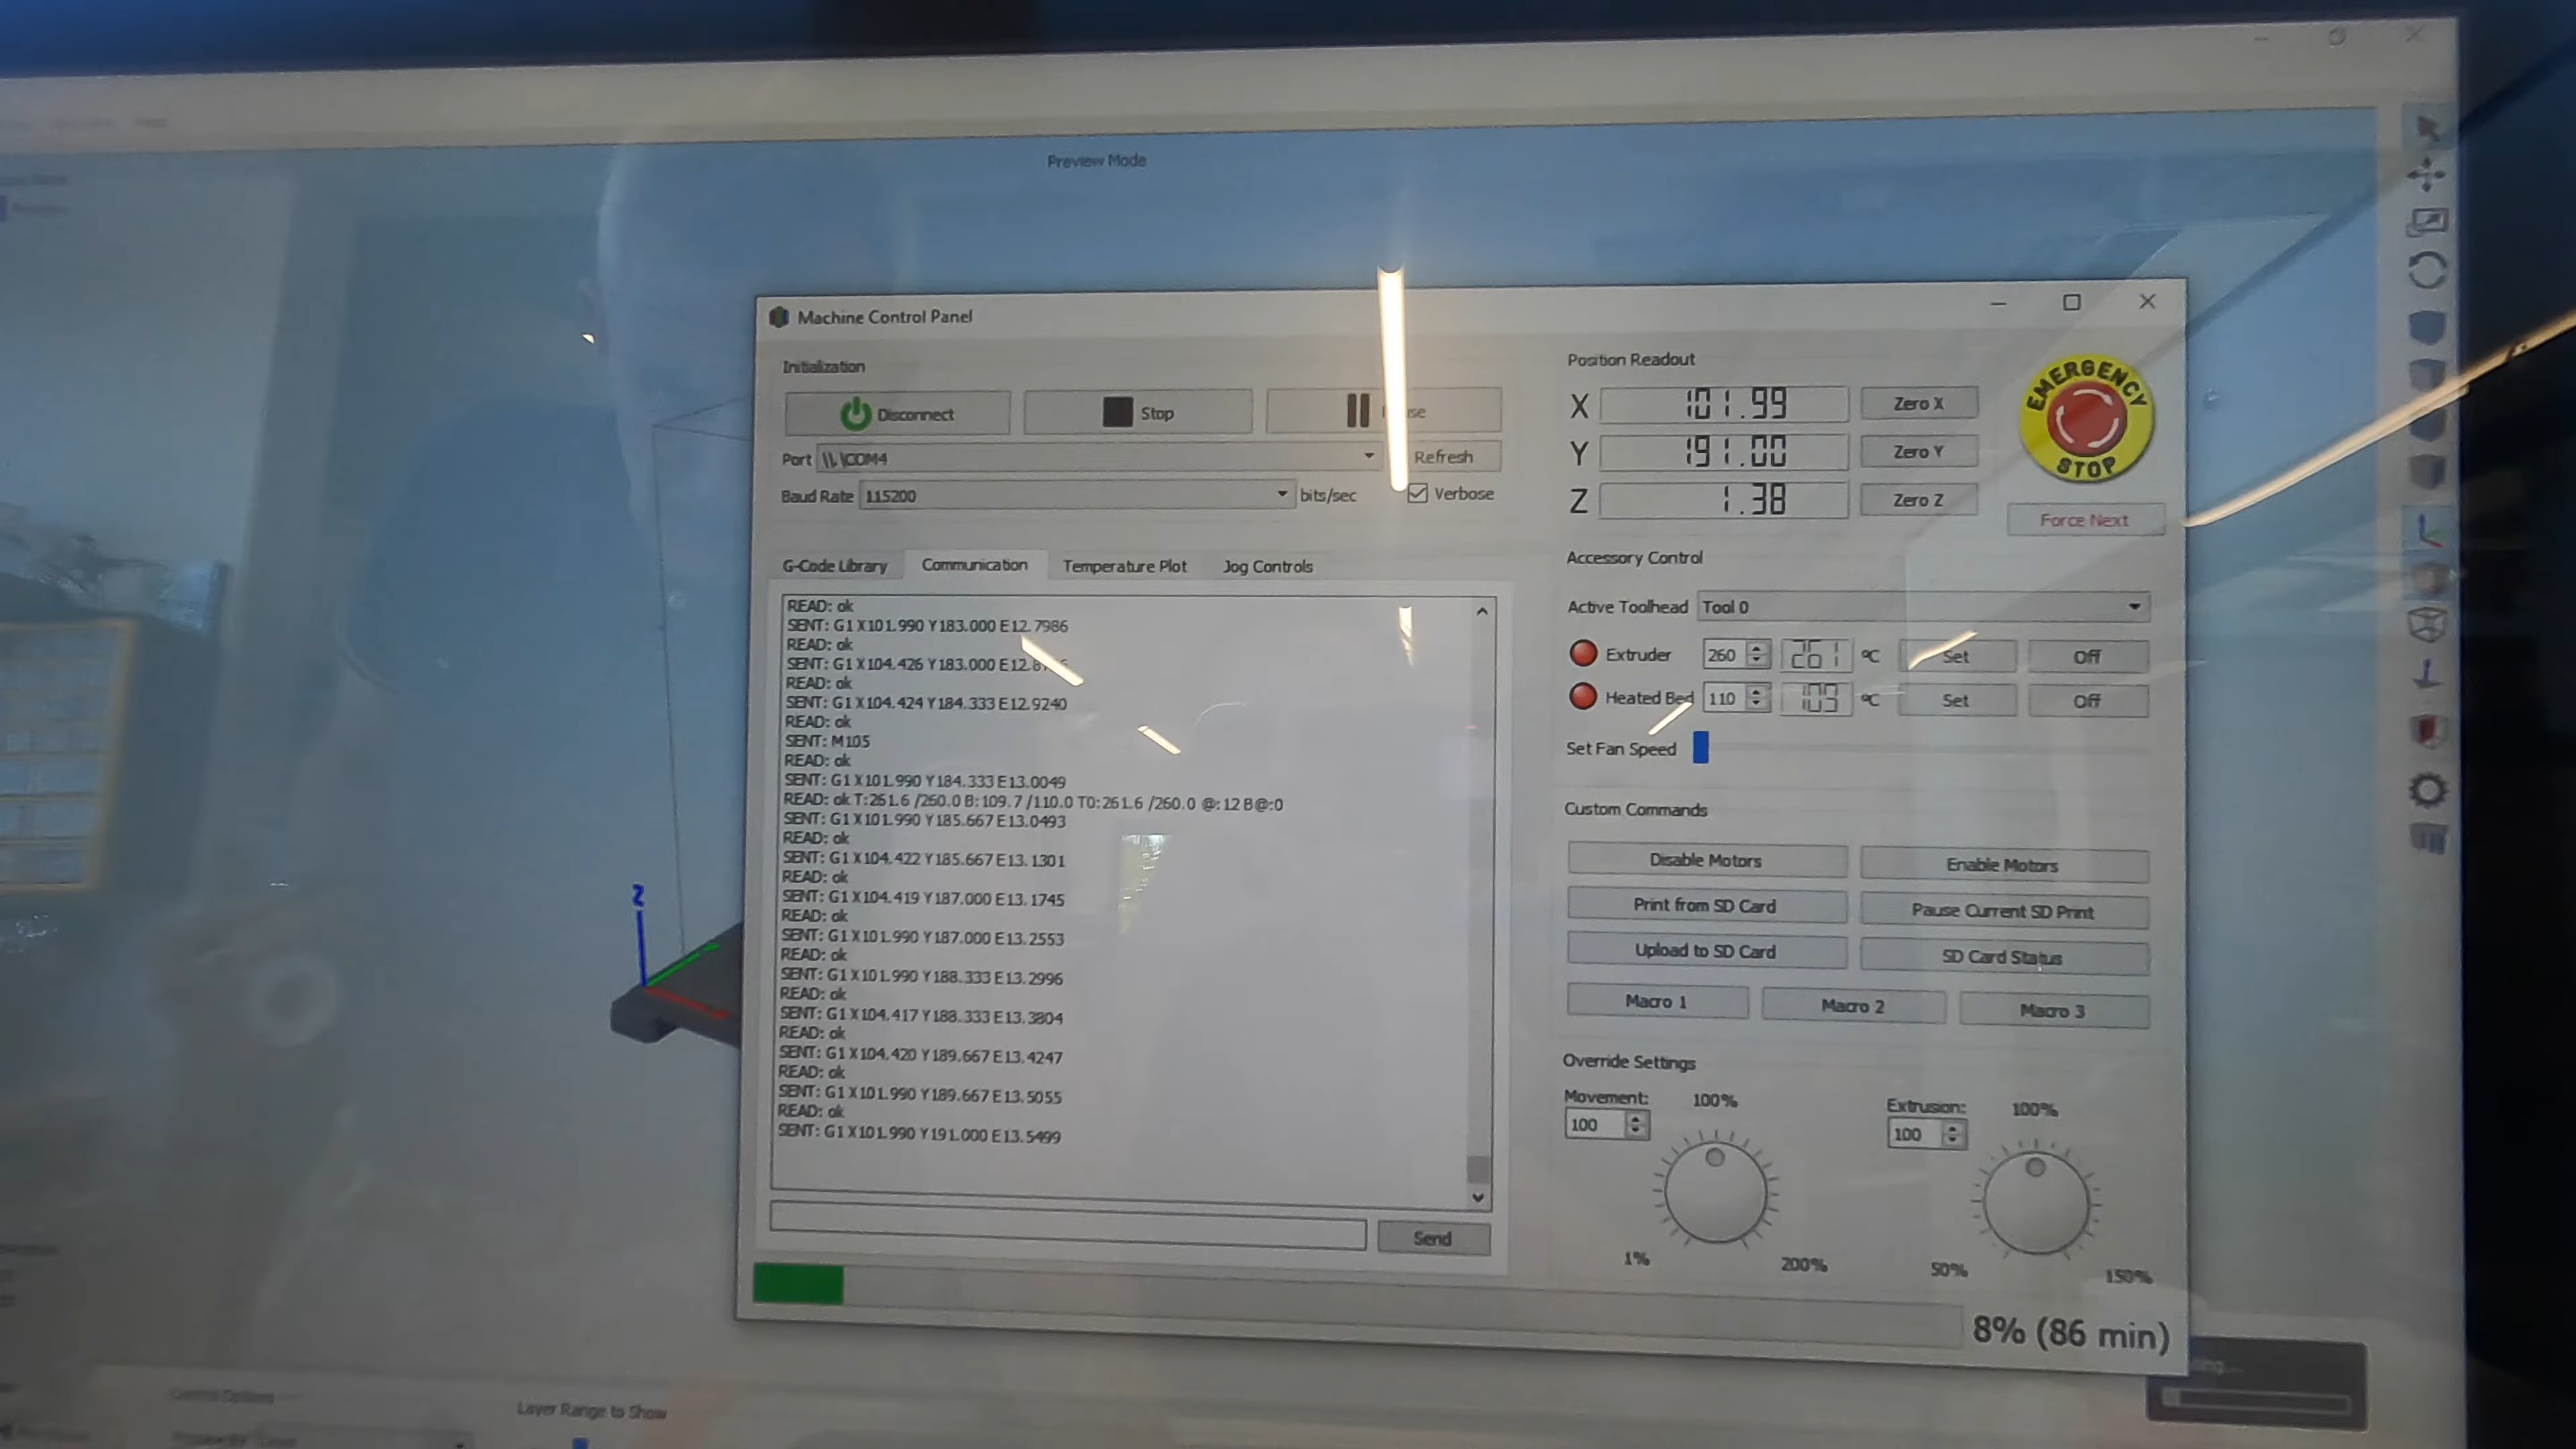 Preview Mode
Machine Control Panel
Initialization
Disconnect
Stop
Port \\.\COM4
Refresh
Baud Rate 115200 bits/sec
Verbose
G-Code Library
Communication
Temperature Plot
Jog Controls
READ: ok
SENT: G1 X101.990 Y183.000 E12.7986
READ: ok
SENT: G1 X104.426 Y183.000
READ: ok
SENT: G1 X104.424 Y184.333 E12.9240
READ: ok
SENT: M105
READ: ok
SENT: G1 X101.990 Y184.333 E13.0049
READ: ok T:261.6 /260.0 B:109.7 /110.0 T0:261.6 /260.0 @:12 B@:0
SENT: G1 X101.990 Y185.667 E13.0493
READ: ok
SENT: G1 X104.422 Y185.667 E13.1301
READ: ok
SENT: G1 X104.419 Y187.000 E13.1745
READ: ok
SENT: G1 X101.990 Y187.000 E13.2553
READ: ok
SENT: G1 X101.990 Y188.333 E13.2996
READ: ok
SENT: G1 X104.417 Y188.333 E13.3804
READ: ok
SENT: G1 X104.420 Y189.667 E13.4247
READ: ok
SENT: G1 X101.990 Y189.667 E13.5055
READ: ok
SENT: G1 X101.990 Y191.000 E13.5499
Send
Position Readout
X 101.99 Zero X
Y 191.00 Zero Y
Z 1.38 Zero Z
EMERGENCY
STOP
Force Next
Accessory Control
Active Toolhead Tool 0
Extruder 260 261 °C Set Off
Heated Bed 110 109 °C Set Off
Set Fan Speed
Custom Commands
Disable Motors
Enable Motors
Print from SD Card
Pause Current SD Print
Upload to SD Card
SD Card Status
Macro 1
Macro 2
Macro 3
Override Settings
Movement: 100%
100
1% 200%
Extrusion: 100%
100
50% 150%
8% (86 min)
Z
Control Options
Layer Range to Show